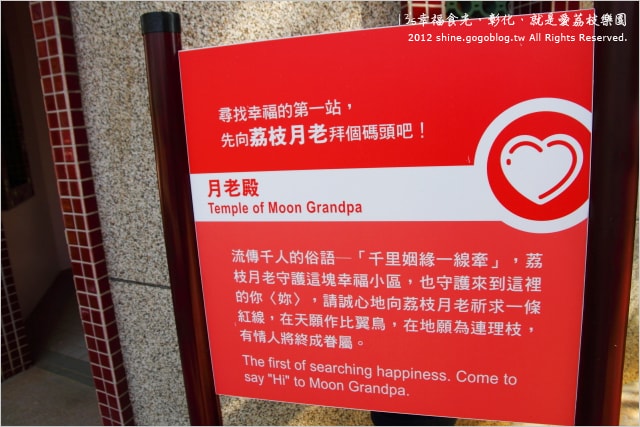 幸福食光、彰化、就是愛荔枝樂園
2012 shine.gogoblog.tw All Rights Reserved.
尋找幸福的第一站，
先向荔枝月老拜個碼頭吧！
月老殿
Temple of Moon Grandpa
流傳千人的俗語─「千里姻緣一線牽」，荔
枝月老守護這塊幸福小區，也守護來到這裡
的你〈妳〉，請誠心地向荔枝月老祈求一條
紅線，在天願作比翼鳥，在地願為連理枝，
有情人將終成眷屬。
The first of searching happiness. Come to
say "Hi" to Moon Grandpa.